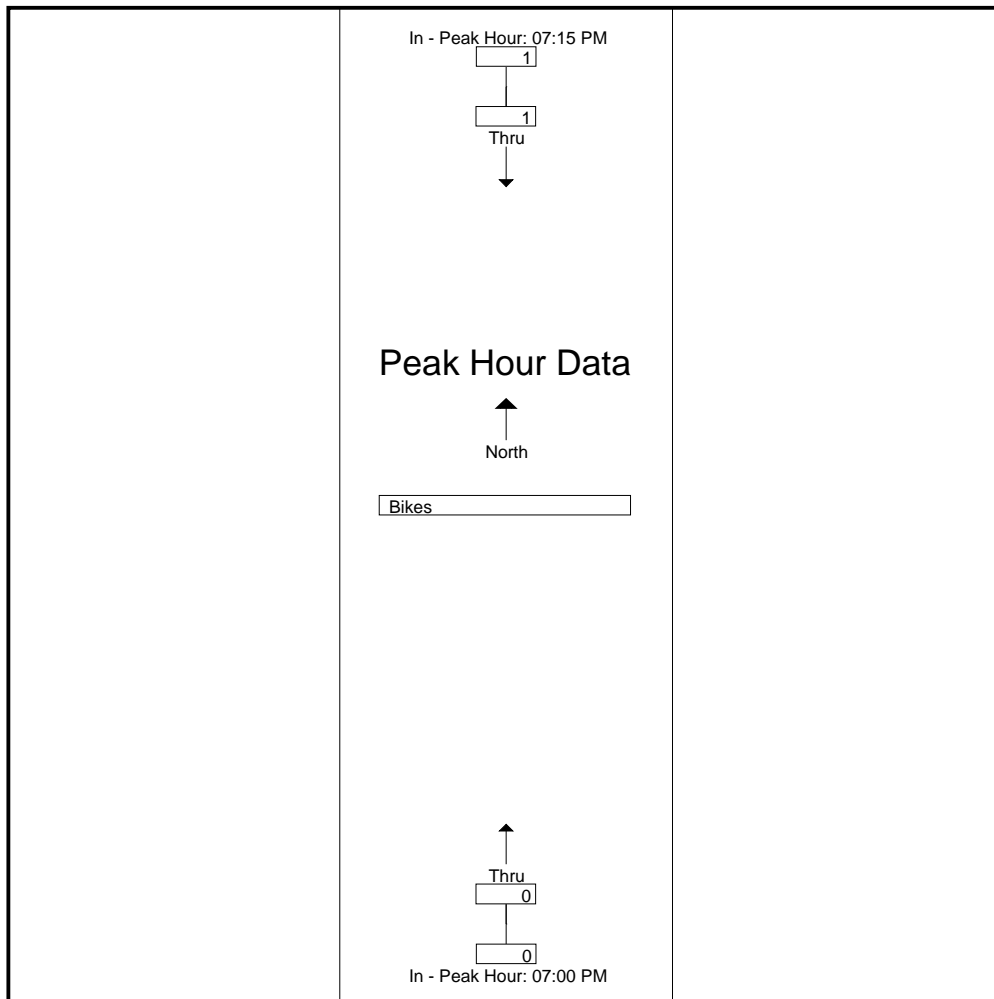 In - Peak Hour: 07:15 PM
1
1
Thru
Peak Hour Data
North
Bikes
Thru
0
0
In - Peak Hour: 07:00 PM